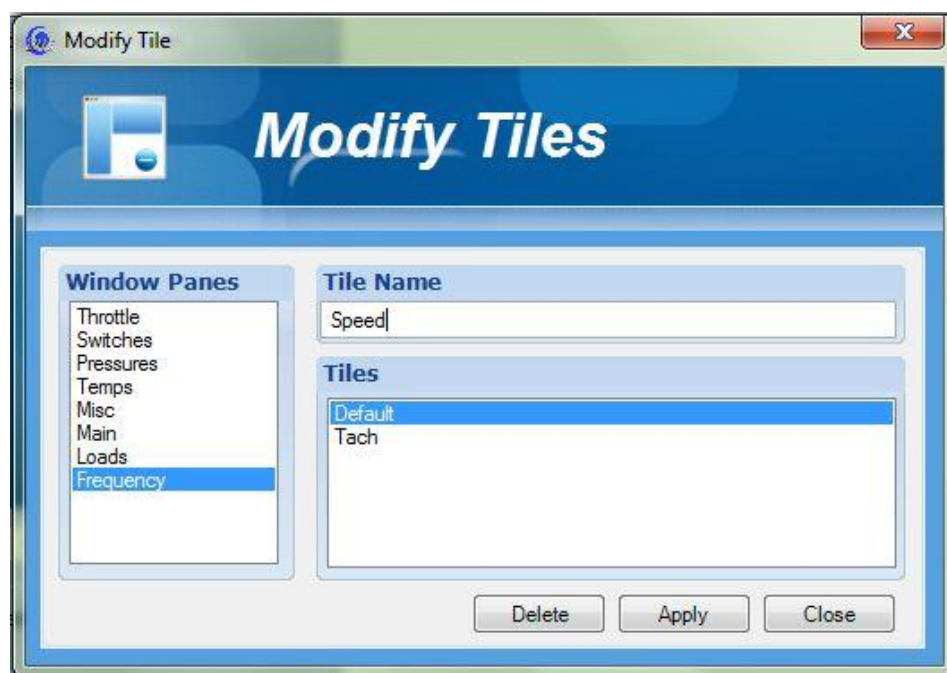 Modify Tile
Modify Tiles
Window Panes
Throttle
Switches
Pressures
Temps
Misc
Main
Loads
Frequency
Tile Name
Speed
Tiles
Default
Tach
Delete
Apply
Close